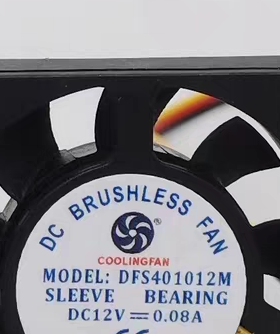 DC BRUSHLESS FAN
COOLINGFAN
MODEL: DFS401012M
SLEEVE BEARING
DC12V⎓0.08A